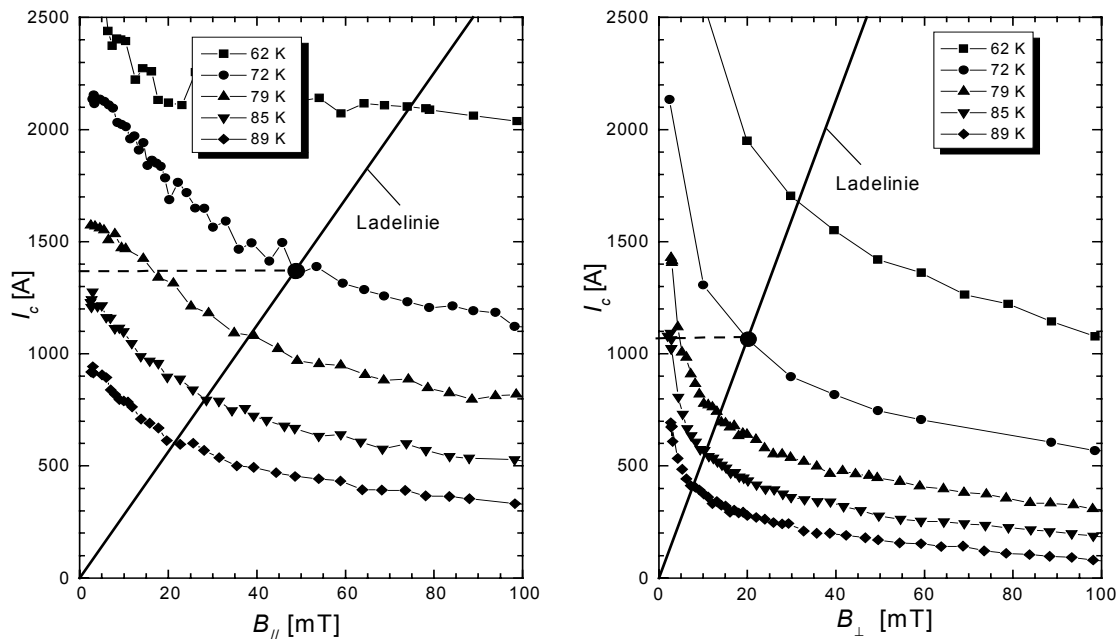 2500
2000
1500
1000
500
0
I_c [A]
62 K
72 K
79 K
85 K
89 K
Ladelinie
0 20 40 60 80 100
B_// [mT]
2500
2000
1500
1000
500
0
I_c [A]
62 K
72 K
79 K
85 K
89 K
Ladelinie
0 20 40 60 80 100
B_⊥ [mT]